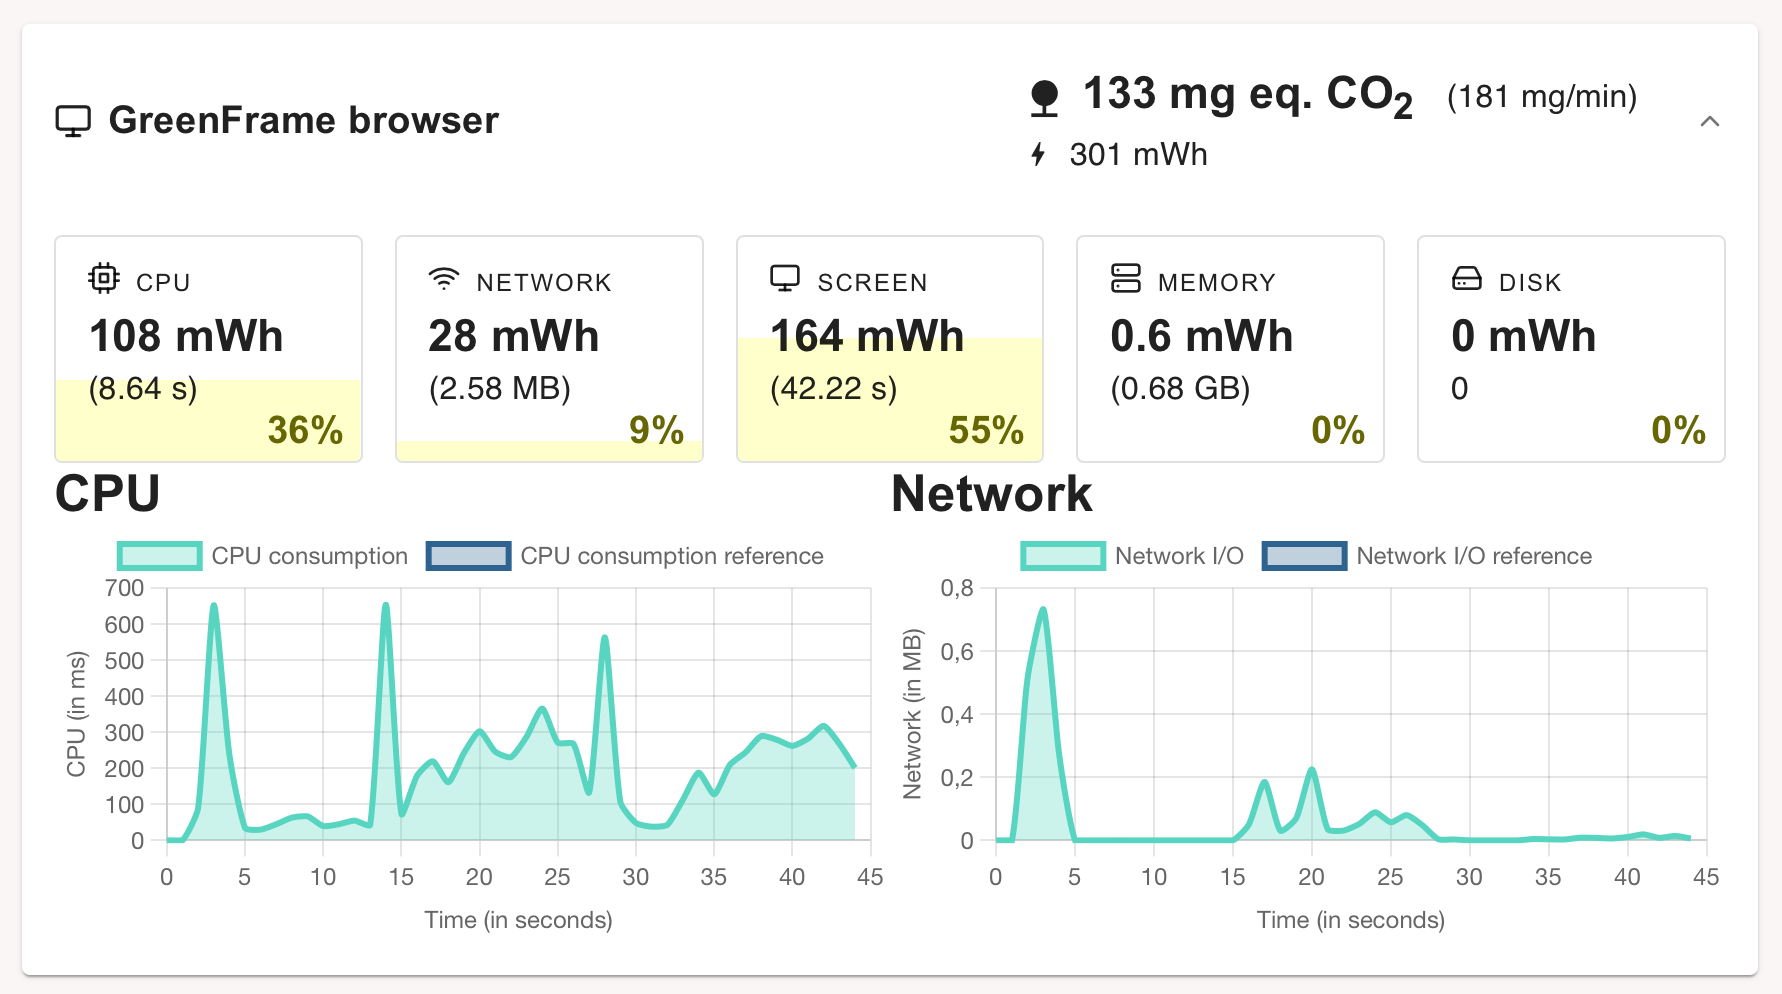 GreenFrame browser
133 mg eq. CO2 (181 mg/min)
301 mWh
CPU
108 mWh
(8.64 s)
36%
NETWORK
28 mWh
(2.58 MB)
9%
SCREEN
164 mWh
(42.22 s)
55%
MEMORY
0.6 mWh
(0.68 GB)
0%
DISK
0 mWh
0
0%
CPU
CPU consumption CPU consumption reference
CPU (in ms)
700
600
500
400
300
200
100
0
0 5 10 15 20 25 30 35 40 45
Time (in seconds)
Network
Network I/O Network I/O reference
Network (in MB)
0,8
0,6
0,4
0,2
0
0 5 10 15 20 25 30 35 40 45
Time (in seconds)